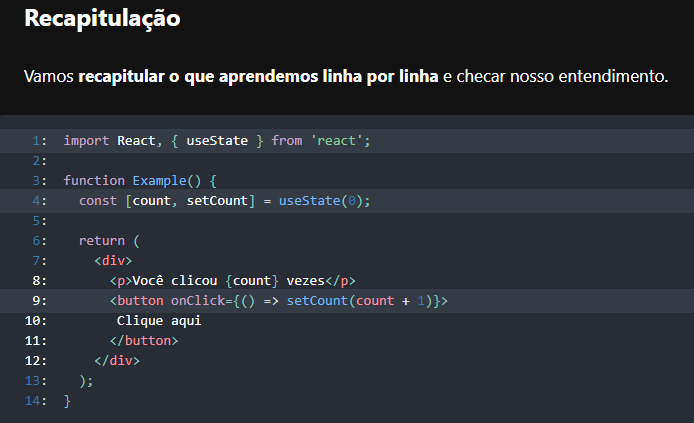 Recapitulação
Vamos recapitular o que aprendemos linha por linha e checar nosso entendimento.
1: import React, { useState } from 'react';
2:
3: function Example() {
4: const [count, setCount] = useState(0);
5:
6: return (
7: <div>
8: <p>Você clicou {count} vezes</p>
9: <button onClick={() => setCount(count + 1)}>
10: Clique aqui
11: </button>
12: </div>
13: );
14: }